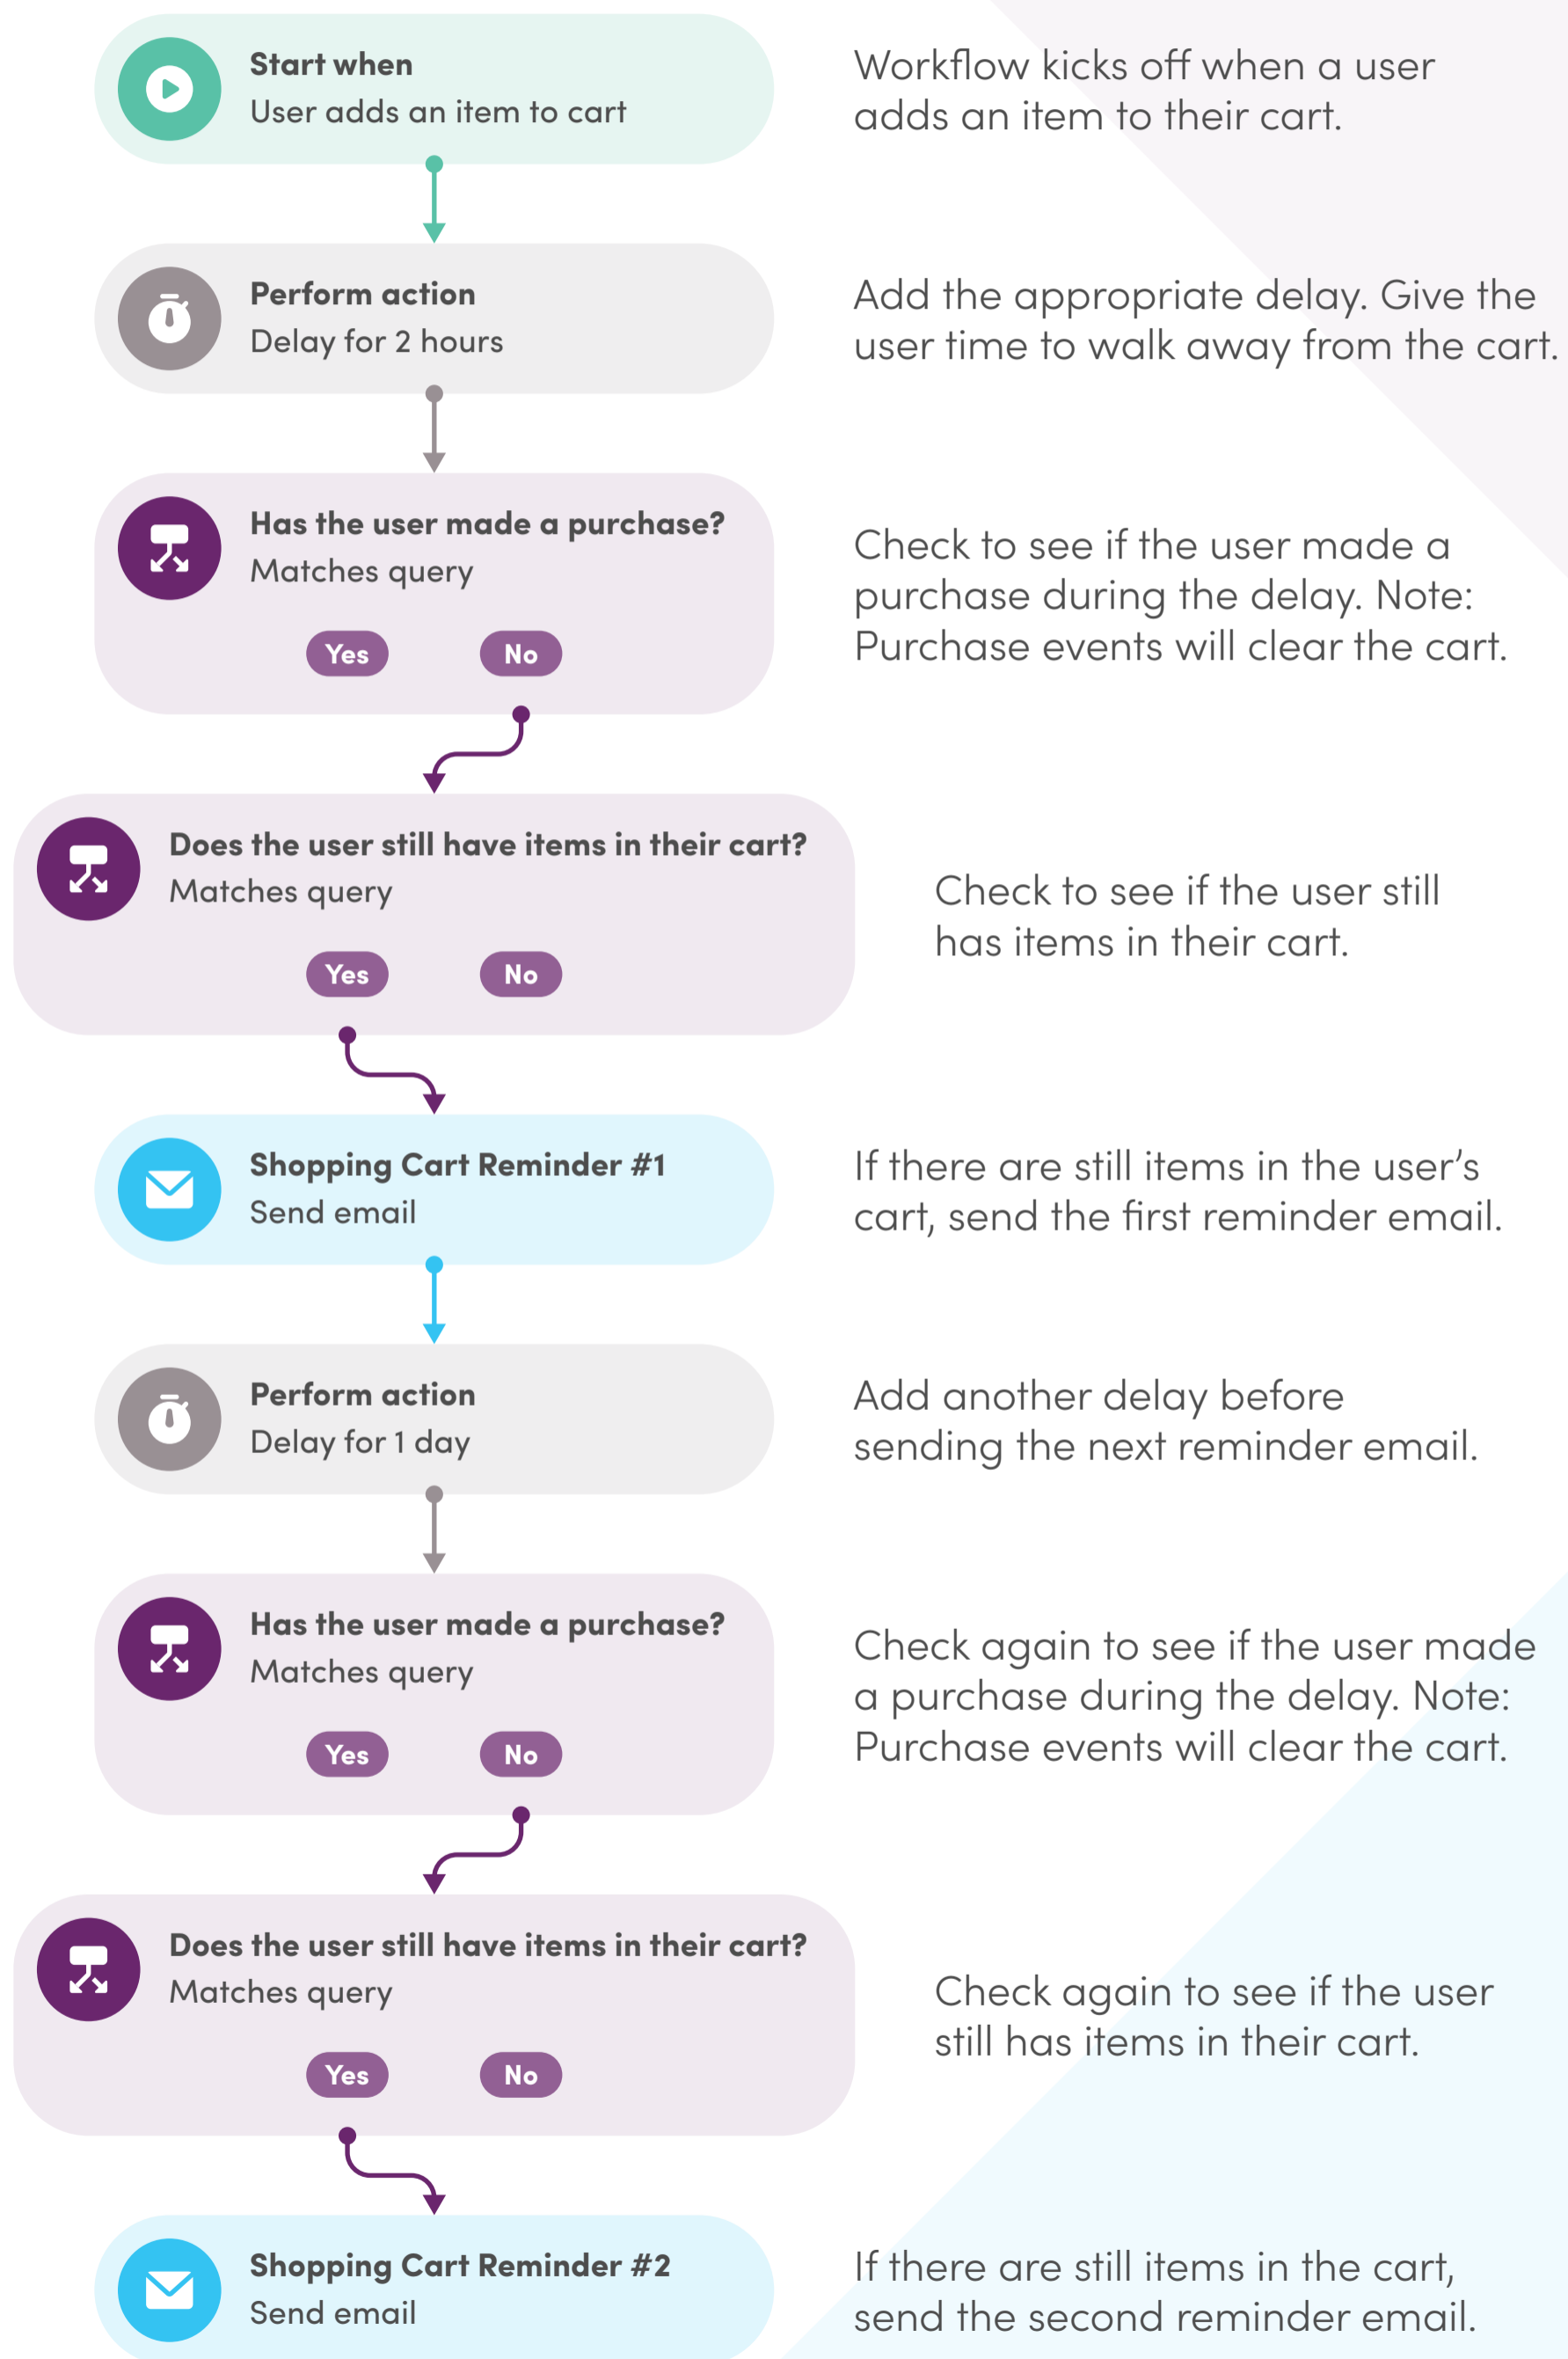 Start when
User adds an item to cart
Workflow kicks off when a user
adds an item to their cart.
Perform action
Delay for 2 hours
Add the appropriate delay. Give the
user time to walk away from the cart.
Has the user made a purchase?
Matches query
Yes No
Check to see if the user made a
purchase during the delay. Note:
Purchase events will clear the cart.
Does the user still have items in their cart?
Matches query
Yes No
Check to see if the user still
has items in their cart.
Shopping Cart Reminder #1
Send email
If there are still items in the user’s
cart, send the first reminder email.
Perform action
Delay for 1 day
Add another delay before
sending the next reminder email.
Has the user made a purchase?
Matches query
Yes No
Check again to see if the user made
a purchase during the delay. Note:
Purchase events will clear the cart.
Does the user still have items in their cart?
Matches query
Yes No
Check again to see if the user
still has items in their cart.
Shopping Cart Reminder #2
Send email
If there are still items in the cart,
send the second reminder email.